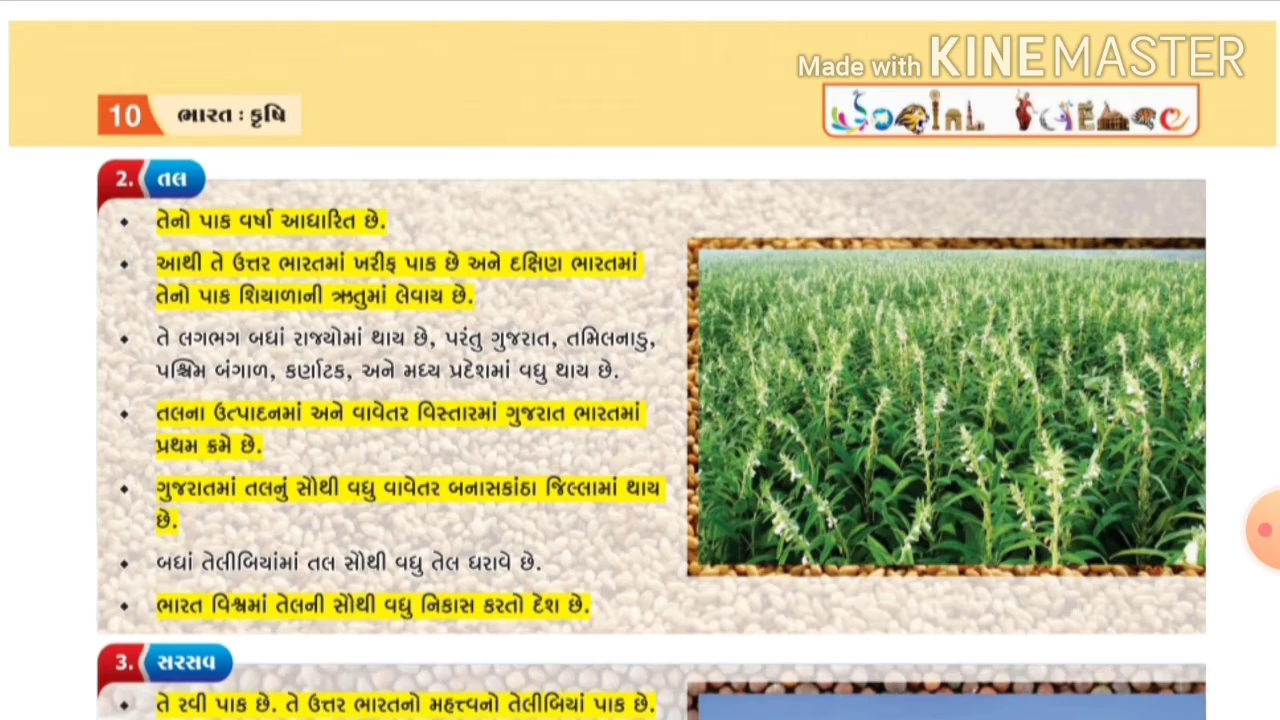 Made with KINEMASTER
10 ભારત : કૃષિ
SOCIAL SCIENCE
2. તલ
• તેનો પાક વર્ષા આધારિત છે.
• આથી તે ઉત્તર ભારતમાં ખરીફ પાક છે અને દક્ષિણ ભારતમાં
તેનો પાક શિયાળાની ઋતુમાં લેવાય છે.
• તે લગભગ બધાં રાજ્યોમાં થાય છે, પરંતુ ગુજરાત, તમિલનાડુ,
પશ્ચિમ બંગાળ, કર્ણાટક, અને મધ્ય પ્રદેશમાં વધુ થાય છે.
• તલના ઉત્પાદનમાં અને વાવેતર વિસ્તારમાં ગુજરાત ભારતમાં
પ્રથમ ક્રમે છે.
• ગુજરાતમાં તલનું સૌથી વધુ વાવેતર બનાસકાંઠા જિલ્લામાં થાય
છે.
• બધાં તેલીબિયાંમાં તલ સૌથી વધુ તેલ ધરાવે છે.
• ભારત વિશ્વમાં તેલની સૌથી વધુ નિકાસ કરતો દેશ છે.
3. સરસવ
• તે રવી પાક છે. તે ઉત્તર ભારતનો મહત્ત્વનો તેલીબિયાં પાક છે.